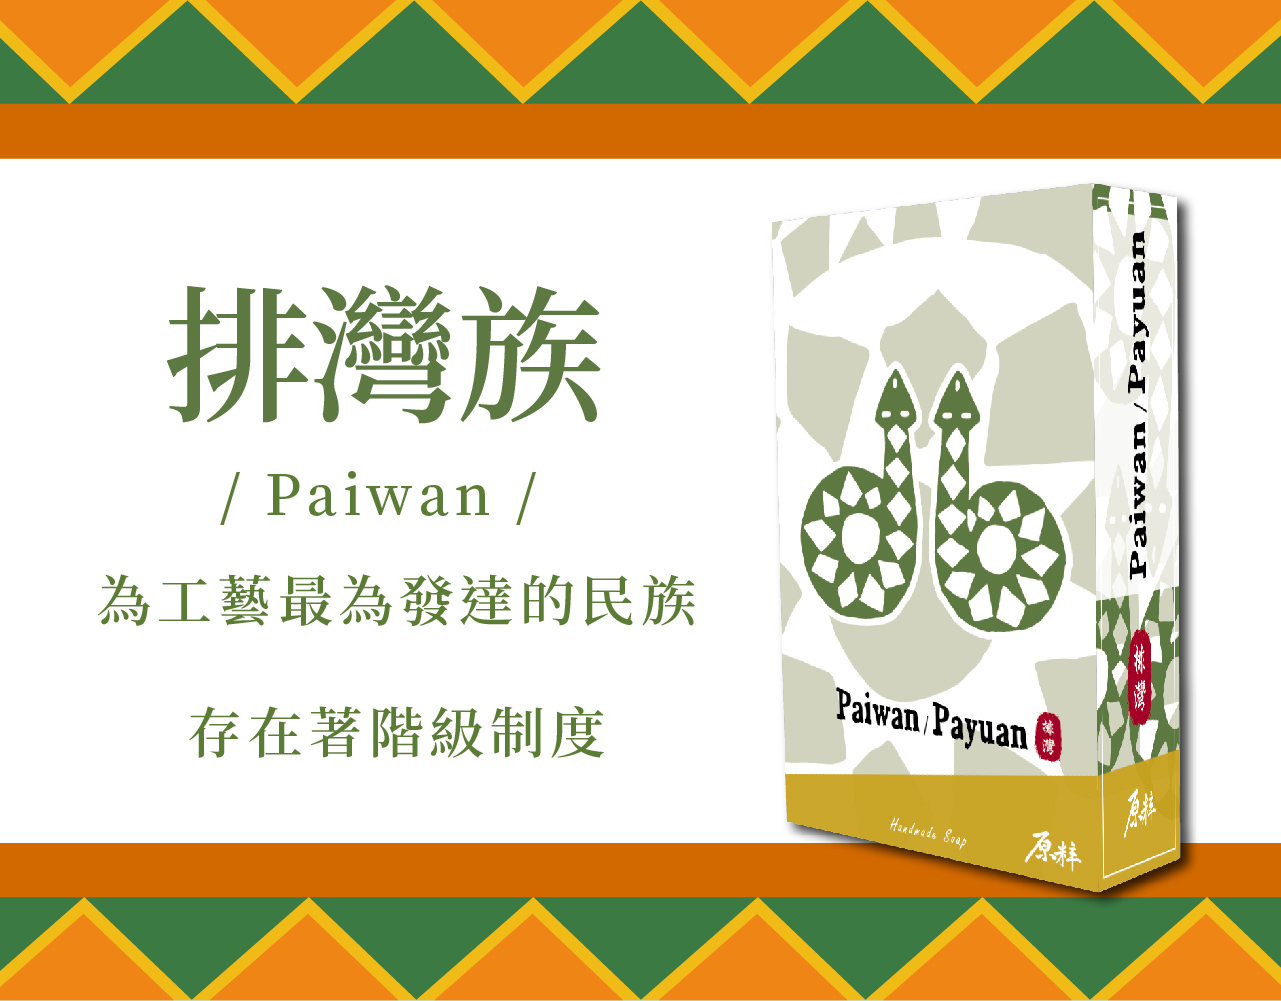 排灣族
/ Paiwan /
為工藝最為發達的民族
存在著階級制度
Paiwan / Payuan
排灣
Handmade Soap
原粹
Paiwan / Payuan
排灣
原粹